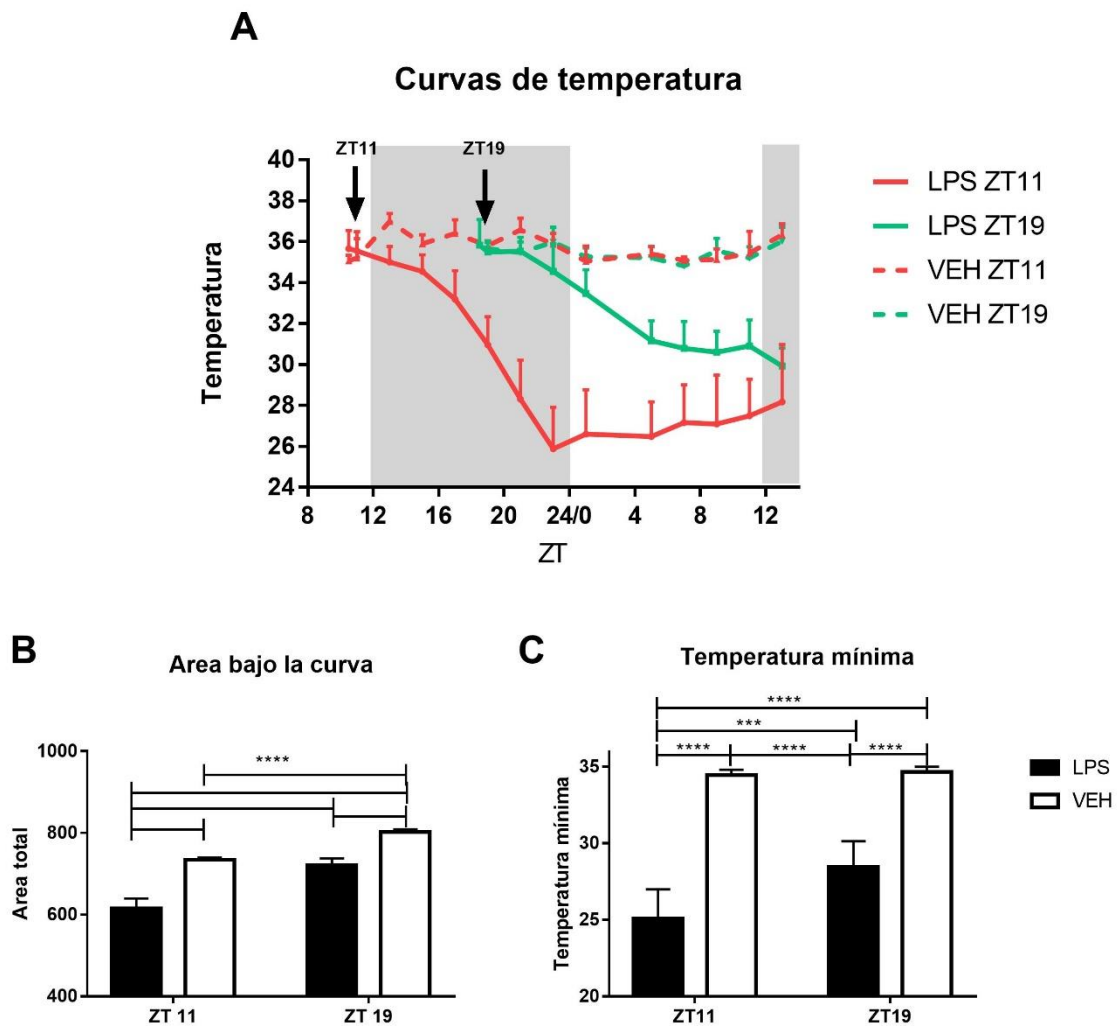 A
Curvas de temperatura
ZT11
ZT19
Temperatura
40
38
36
34
32
30
28
26
24
8
12
16
20
24/0
4
8
12
ZT
LPS ZT11
LPS ZT19
VEH ZT11
VEH ZT19
B
Area bajo la curva
Area total
1000
800
600
400
****
ZT 11
ZT 19
C
Temperatura mínima
Temperatura mínima
35
30
25
20
****
***
****
****
****
ZT11
ZT19
LPS
VEH